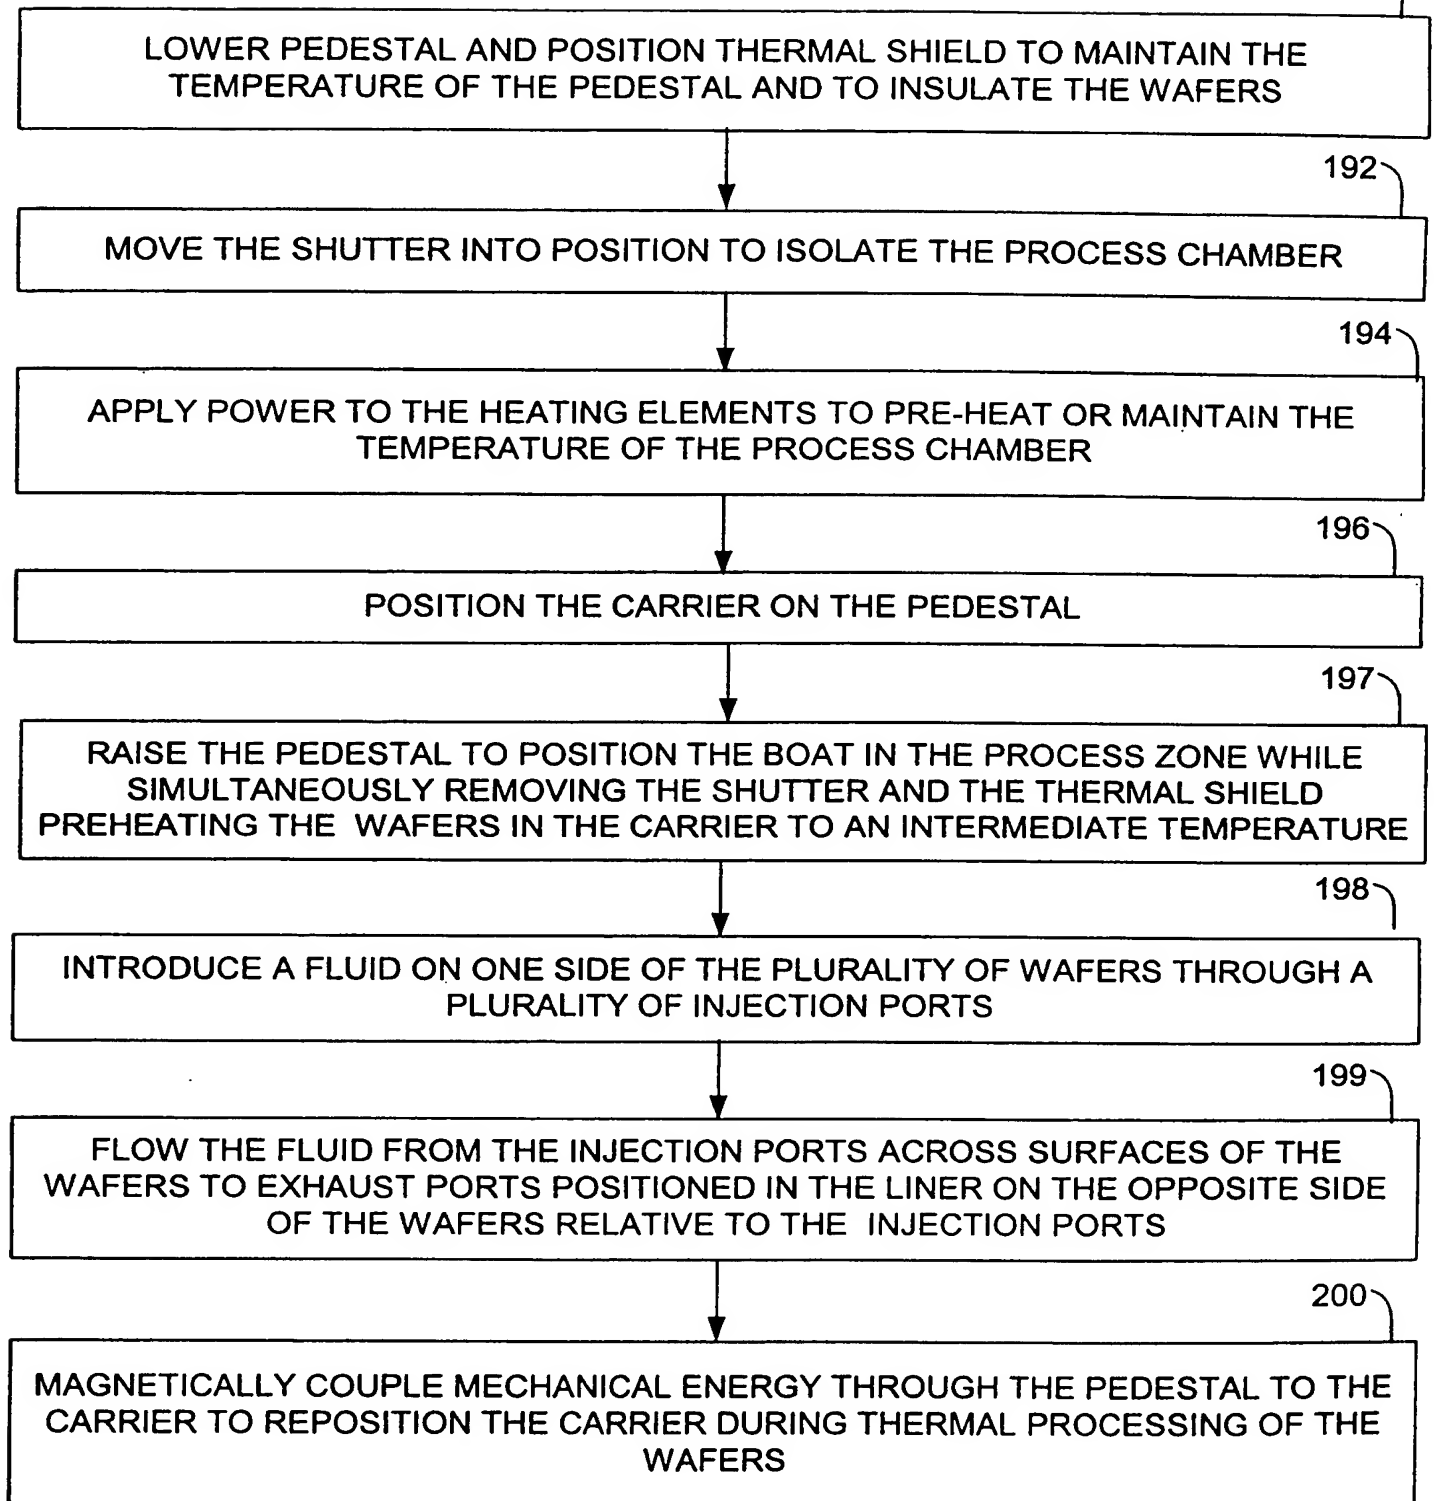 LOWER PEDESTAL AND POSITION THERMAL SHIELD TO MAINTAIN THE
TEMPERATURE OF THE PEDESTAL AND TO INSULATE THE WAFERS
192
MOVE THE SHUTTER INTO POSITION TO ISOLATE THE PROCESS CHAMBER
194
APPLY POWER TO THE HEATING ELEMENTS TO PRE-HEAT OR MAINTAIN THE
TEMPERATURE OF THE PROCESS CHAMBER
196
POSITION THE CARRIER ON THE PEDESTAL
197
RAISE THE PEDESTAL TO POSITION THE BOAT IN THE PROCESS ZONE WHILE
SIMULTANEOUSLY REMOVING THE SHUTTER AND THE THERMAL SHIELD
PREHEATING THE WAFERS IN THE CARRIER TO AN INTERMEDIATE TEMPERATURE
198
INTRODUCE A FLUID ON ONE SIDE OF THE PLURALITY OF WAFERS THROUGH A
PLURALITY OF INJECTION PORTS
199
FLOW THE FLUID FROM THE INJECTION PORTS ACROSS SURFACES OF THE
WAFERS TO EXHAUST PORTS POSITIONED IN THE LINER ON THE OPPOSITE SIDE
OF THE WAFERS RELATIVE TO THE INJECTION PORTS
200
MAGNETICALLY COUPLE MECHANICAL ENERGY THROUGH THE PEDESTAL TO THE
CARRIER TO REPOSITION THE CARRIER DURING THERMAL PROCESSING OF THE
WAFERS